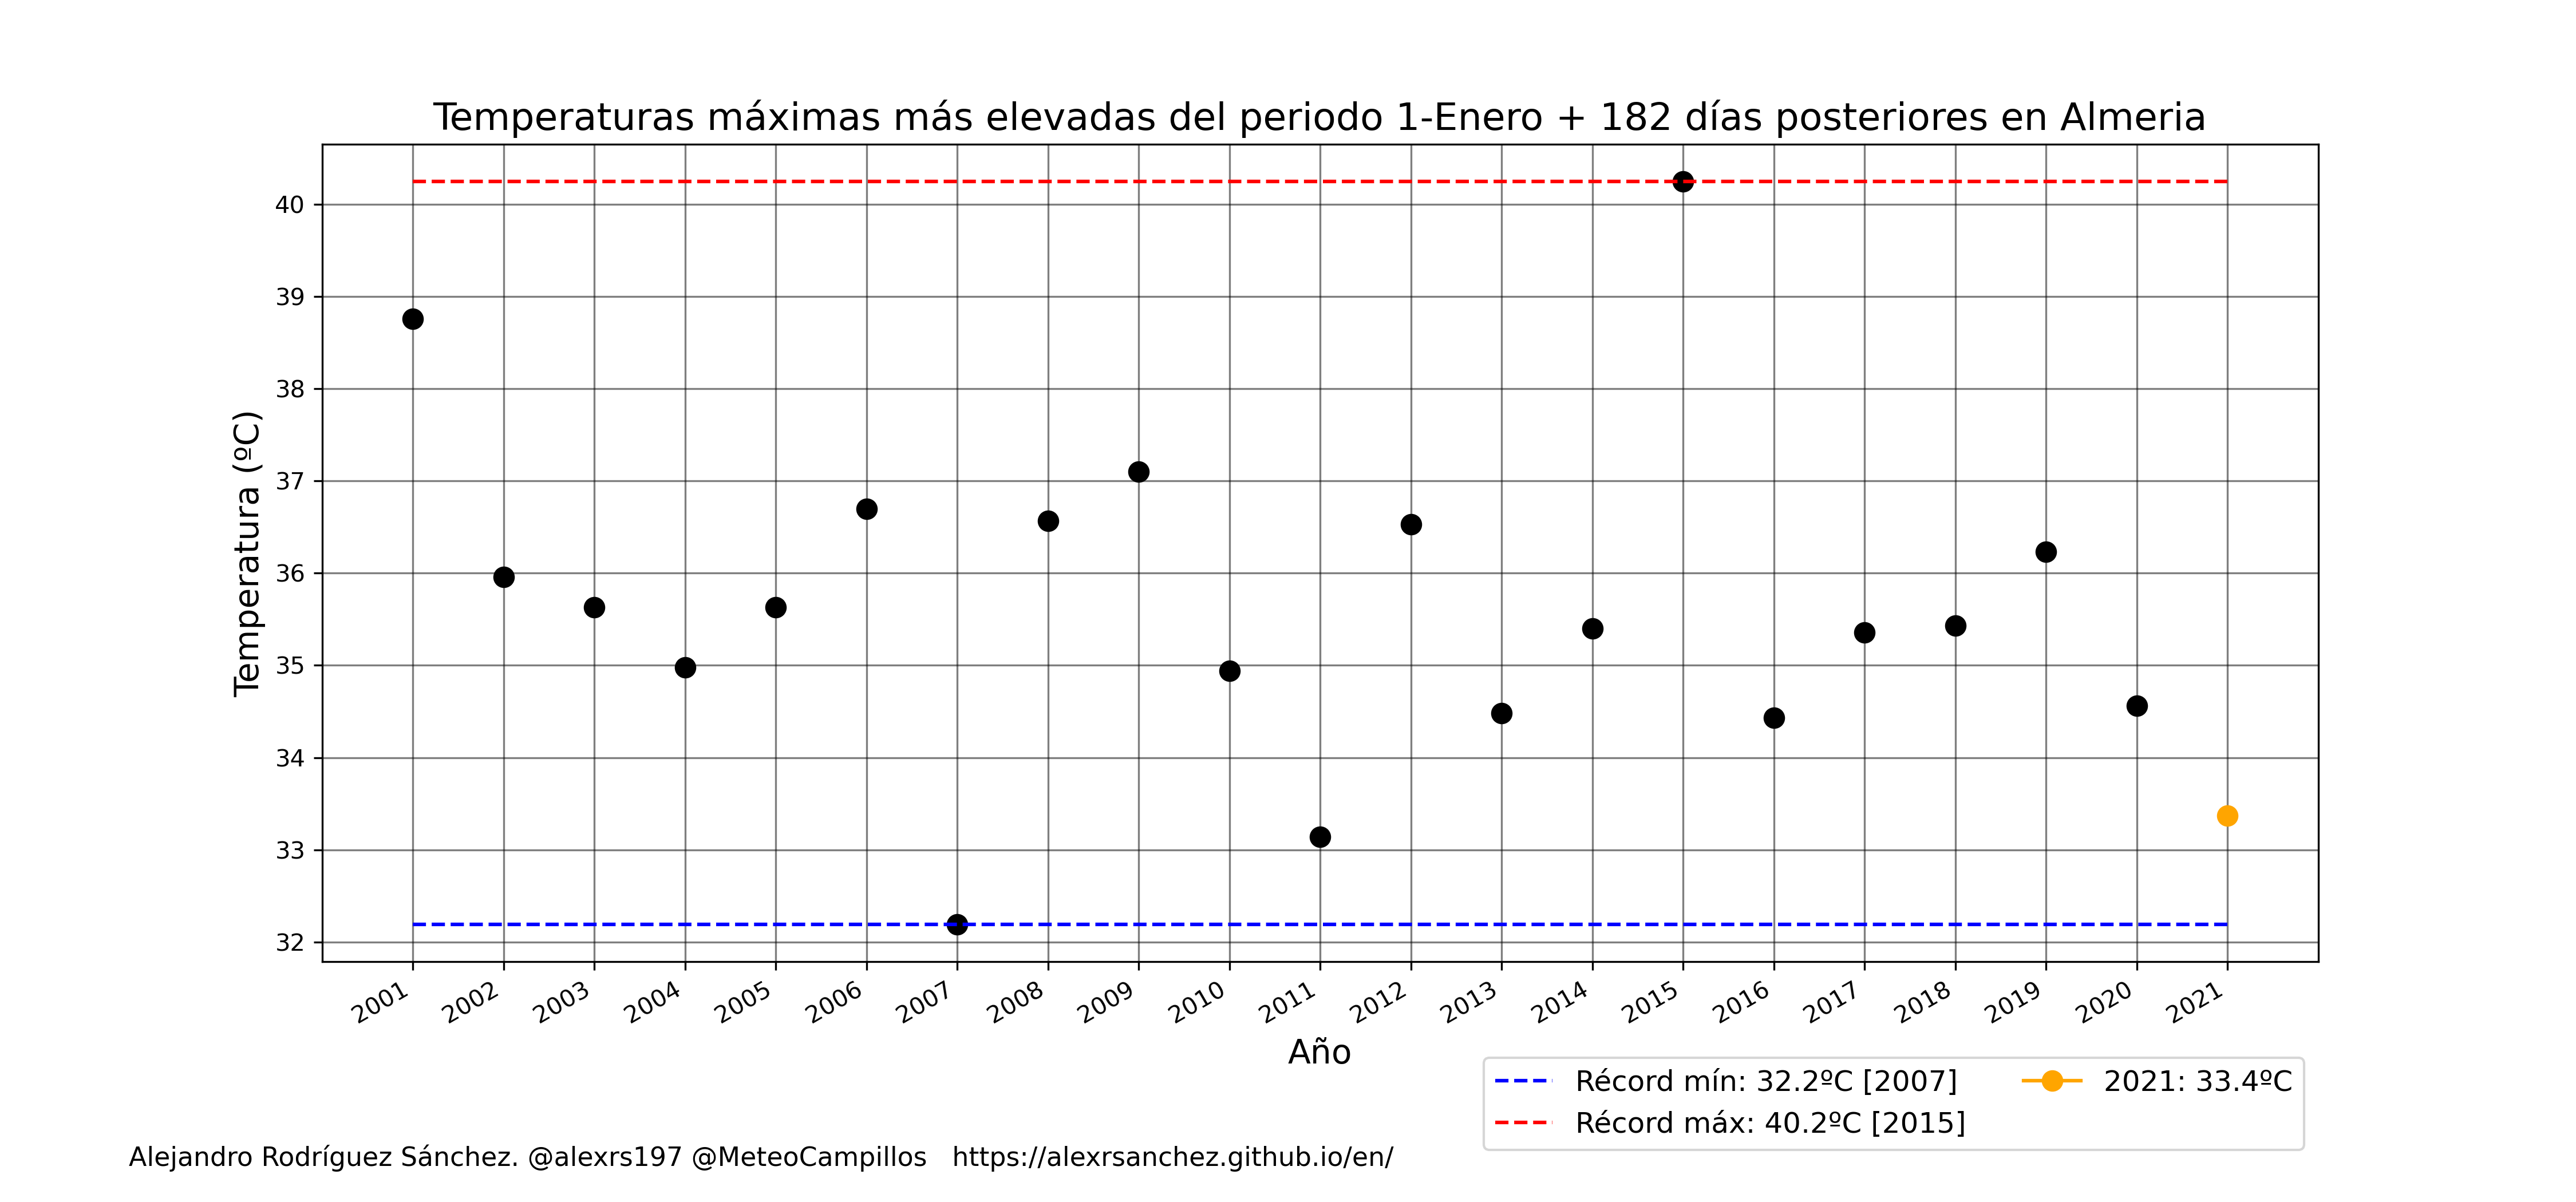 Temperaturas máximas más elevadas del periodo 1-Enero + 182 días posteriores en Almeria
Temperatura (ºC)
40
39
38
37
36
35
34
33
32
2001 2002 2003 2004 2005 2006 2007 2008 2009 2010 2011 2012 2013 2014 2015 2016 2017 2018 2019 2020 2021
Año
Récord mín: 32.2ºC [2007]
Récord máx: 40.2ºC [2015]
2021: 33.4ºC
Alejandro Rodríguez Sánchez. @alexrs197 @MeteoCampillos https://alexrsanchez.github.io/en/